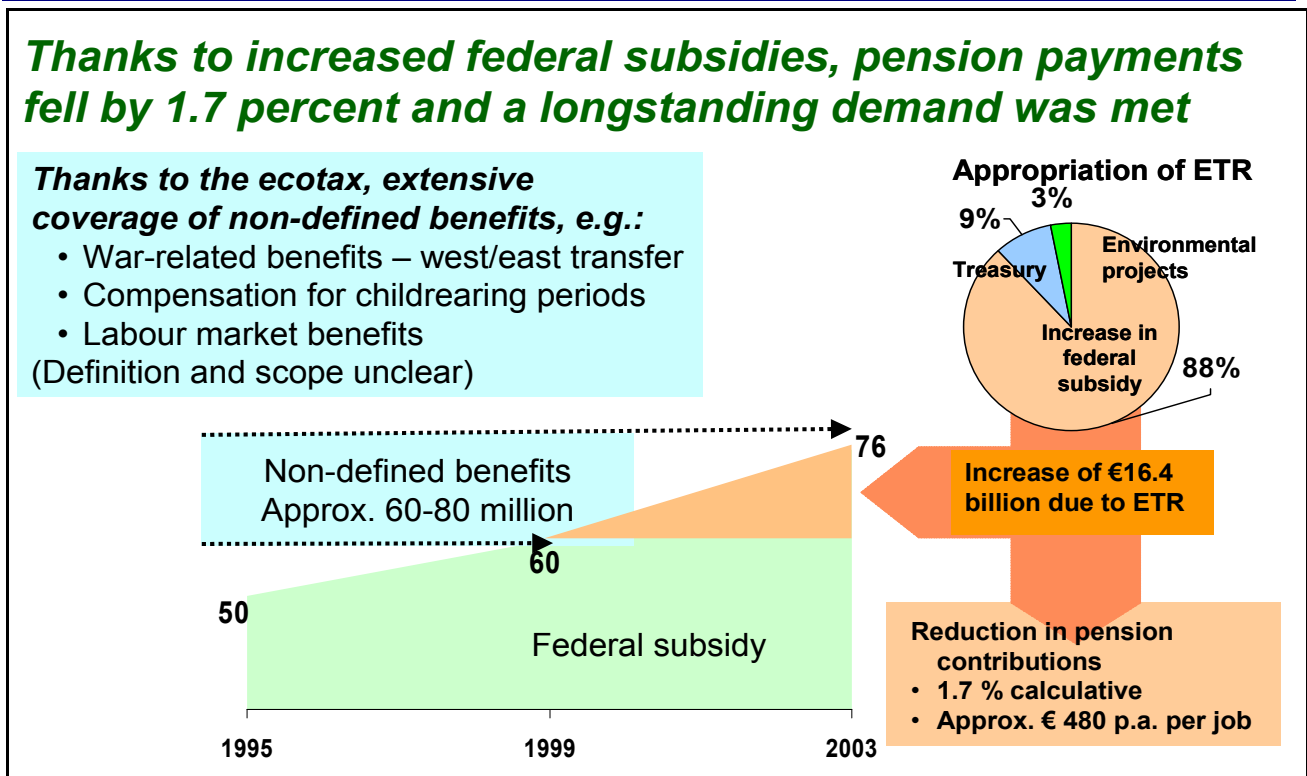 Thanks to increased federal subsidies, pension payments
fell by 1.7 percent and a longstanding demand was met
Thanks to the ecotax, extensive
coverage of non-defined benefits, e.g.:
• War-related benefits – west/east transfer
• Compensation for childrearing periods
• Labour market benefits
(Definition and scope unclear)
Appropriation of ETR
3%
9%
Environmental
projects
Treasury
Increase in
federal
subsidy
88%
Non-defined benefits
Approx. 60-80 million
76
Increase of €16.4
billion due to ETR
60
50
Federal subsidy
Reduction in pension
contributions
• 1.7 % calculative
• Approx. € 480 p.a. per job
1995
1999
2003